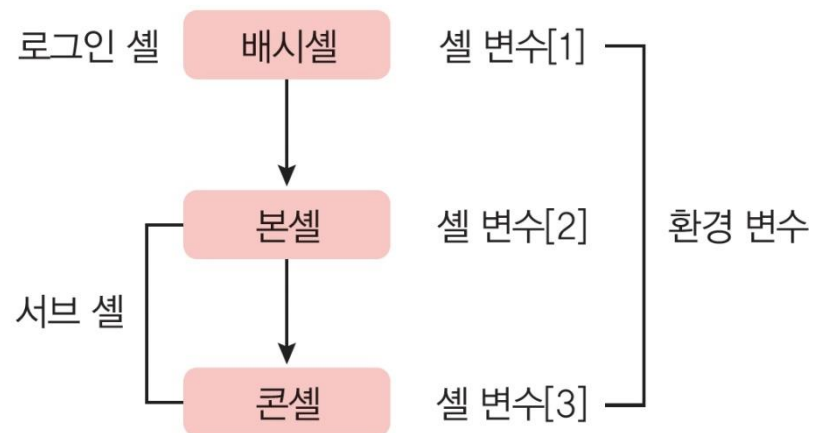 로그인 셸 배시셸 셸 변수[1]
본셸 셸 변수[2] 환경 변수
서브 셸
콘셸 셸 변수[3]